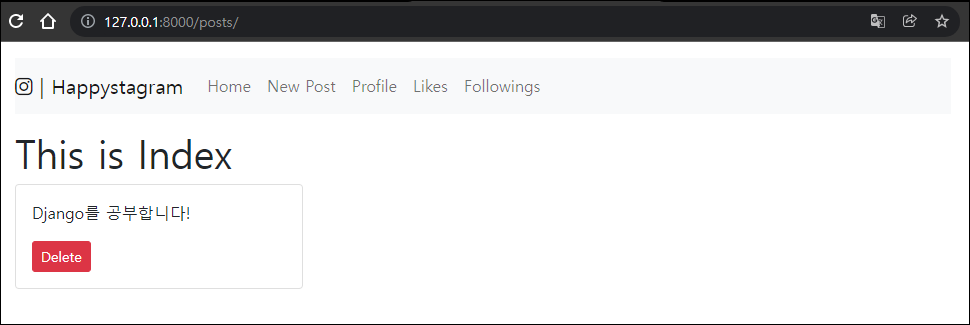 127.0.0.1:8000/posts/
| Happystagram Home New Post Profile Likes Followings
This is Index
Django를 공부합니다!
Delete